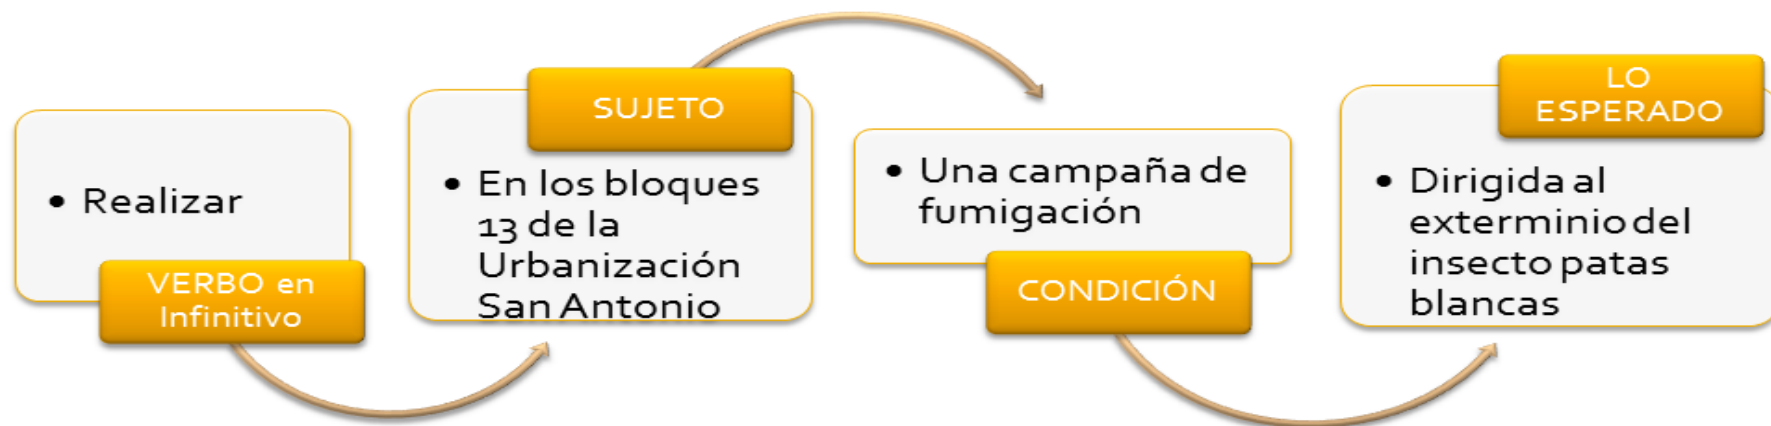 • Realizar
VERBO en
Infinitivo
SUJETO
• En los bloques
13 de la
Urbanización
San Antonio
• Una campaña de
fumigación
CONDICIÓN
LO
ESPERADO
• Dirigida al
exterminio del
insecto patas
blancas